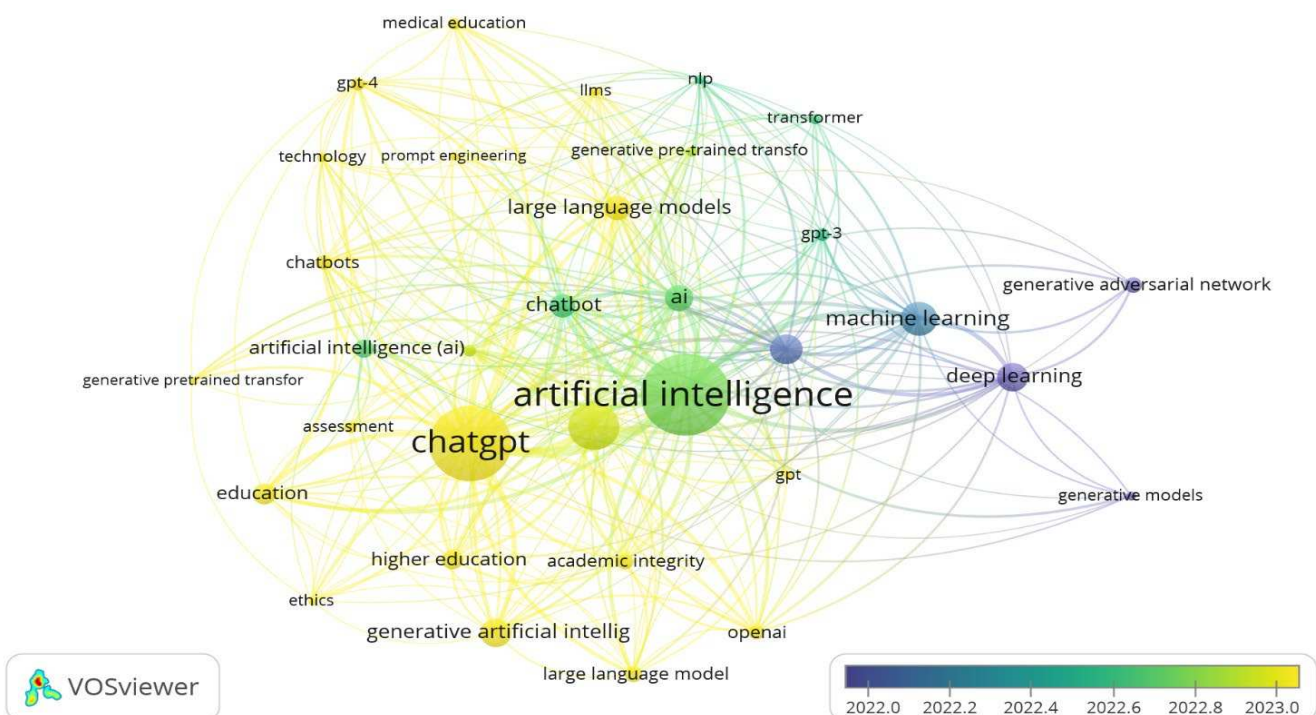 medical education
gpt-4
llms
nlp
transformer
technology
prompt engineering
generative pre-trained transfo
large language models
gpt-3
chatbots
generative adversarial network
chatbot
ai
machine learning
artificial intelligence (ai)
generative pretrained transfor
deep learning
artificial intelligence
assessment
chatgpt
gpt
education
generative models
higher education
academic integrity
ethics
generative artificial intellig
openai
large language model
VOSviewer
2022.0 2022.2 2022.4 2022.6 2022.8 2023.0